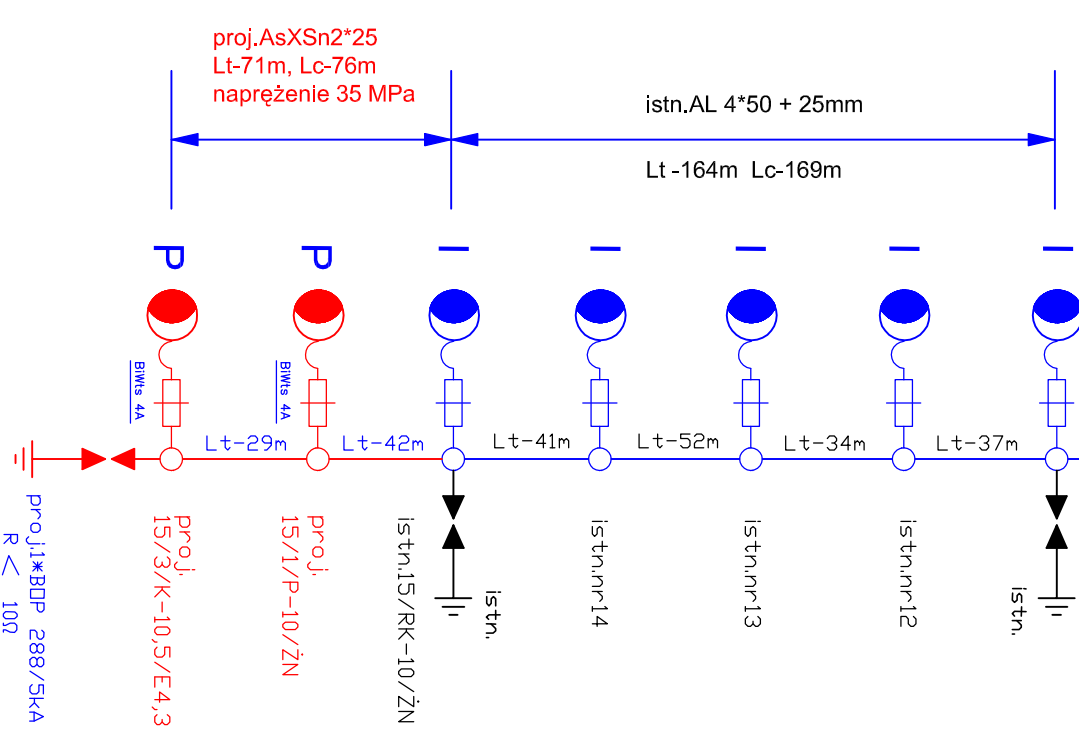 proj.AsXSn2*25
Lt-71m, Lc-76m
naprężenie 35 MPa
istn.AL 4*50 + 25mm
Lt -164m Lc-169m
P
P
I
I
I
I
I
BiWts 4A
BiWts 4A
Lt-29m
Lt-42m
Lt-41m
Lt-52m
Lt-34m
Lt-37m
proj.1*BOP 288/5kA
R < 10Ω
proj.
15/3/K-10,5/E4,3
proj.
15/1/P-10/ŻN
istn.15/RK-10/ŻN
istn.
istn.nr14
istn.nr13
istn.nr12
istn.